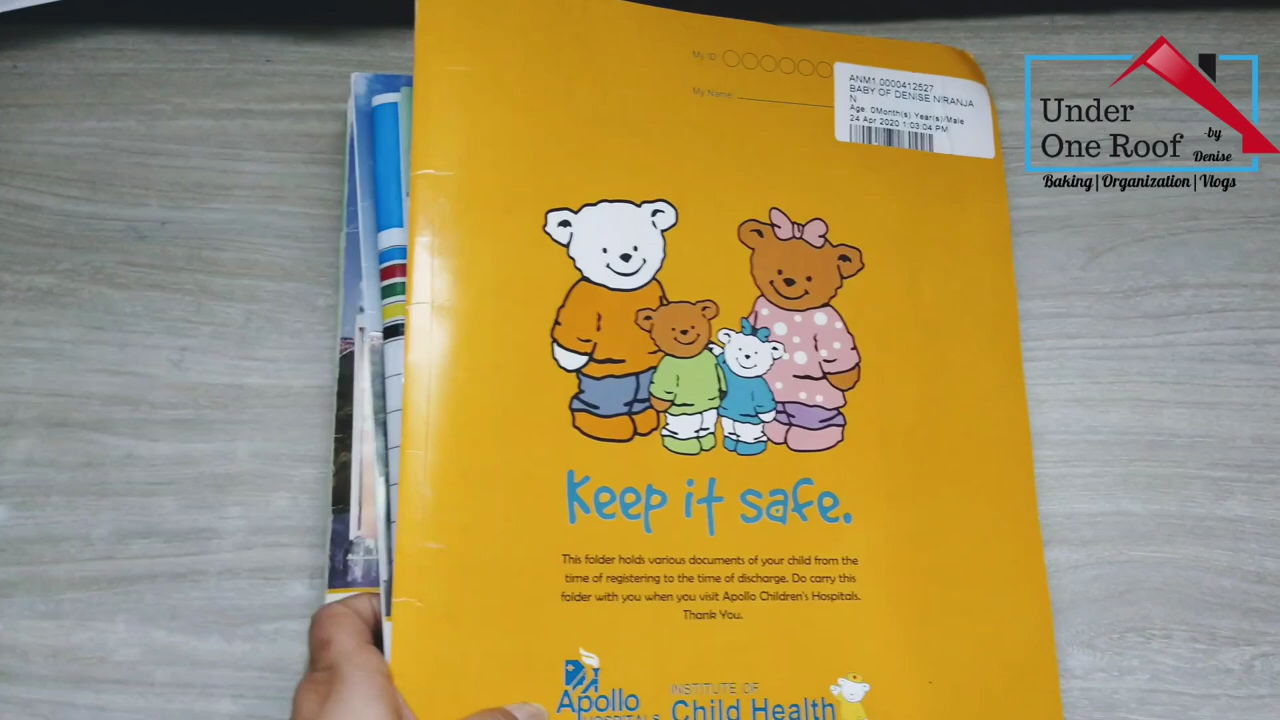 My ID:
My Name:
ANM1.0000412527
BABY OF DENISE NIRANJA
N
Age: 0Month(s) Year(s)/Male
24 Apr 2020 1:03:04 PM
Under
One Roof
-by
Denise
Baking | Organization | Vlogs
Keep it safe.
This folder holds various documents of your child from the
time of registering to the time of discharge. Do carry this
folder with you when you visit Apollo Children's Hospitals.
Thank You.
Apollo
HOSPITALS
INSTITUTE OF
Child Health